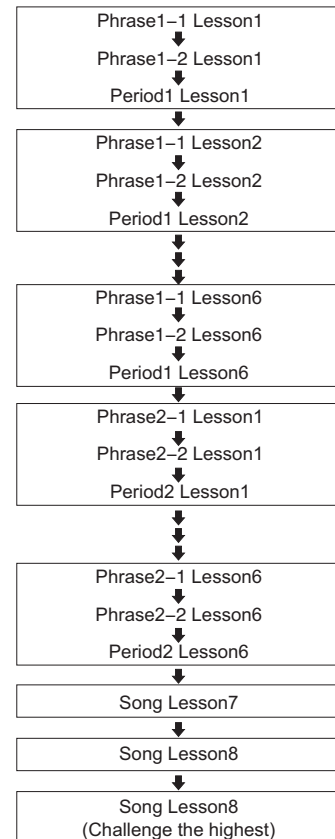 Phrase1–1 Lesson1
Phrase1–2 Lesson1
Period1 Lesson1
Phrase1–1 Lesson2
Phrase1–2 Lesson2
Period1 Lesson2
Phrase1–1 Lesson6
Phrase1–2 Lesson6
Period1 Lesson6
Phrase2–1 Lesson1
Phrase2–2 Lesson1
Period2 Lesson1
Phrase2–1 Lesson6
Phrase2–2 Lesson6
Period2 Lesson6
Song Lesson7
Song Lesson8
Song Lesson8
(Challenge the highest)